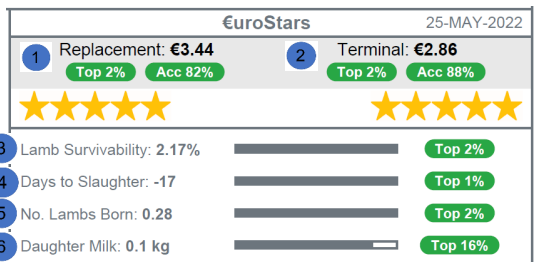 €uroStars 25-MAY-2022
1 Replacement: €3.44 2 Terminal: €2.86
Top 2% Acc 82% Top 2% Acc 88%
3 Lamb Survivability: 2.17% Top 2%
4 Days to Slaughter: -17 Top 1%
5 No. Lambs Born: 0.28 Top 2%
6 Daughter Milk: 0.1 kg Top 16%